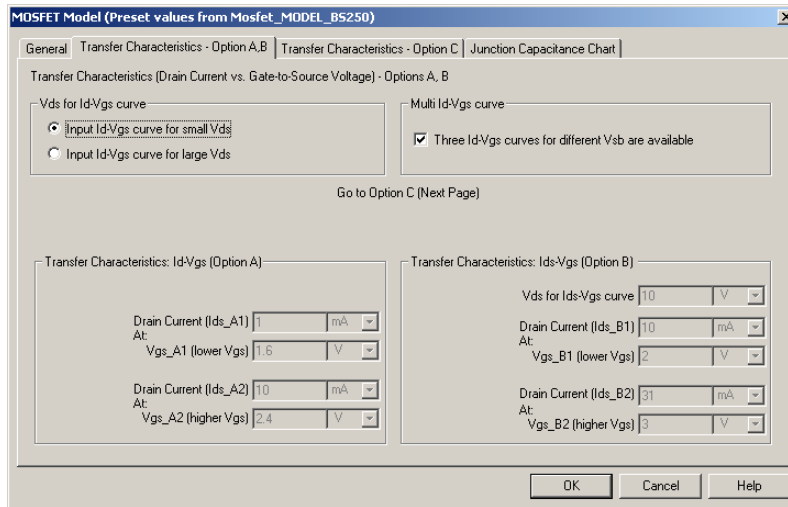 MOSFET Model (Preset values from Mosfet_MODEL_BS250)
General
Transfer Characteristics - Option A,B
Transfer Characteristics - Option C
Junction Capacitance Chart
Transfer Characteristics (Drain Current vs. Gate-to-Source Voltage) - Options A, B
Vds for Id-Vgs curve
Input Id-Vgs curve for small Vds
Input Id-Vgs curve for large Vds
Multi Id-Vgs curve
Three Id-Vgs curves for different Vsb are available
Go to Option C (Next Page)
Transfer Characteristics: Id-Vgs (Option A)
Drain Current (Ids_A1) 1 mA
At:
Vgs_A1 (lower Vgs) 1.6 V
Drain Current (Ids_A2) 10 mA
At:
Vgs_A2 (higher Vgs) 2.4 V
Transfer Characteristics: Ids-Vgs (Option B)
Vds for Ids-Vgs curve 10 V
Drain Current (Ids_B1) 10 mA
At:
Vgs_B1 (lower Vgs) 2 V
Drain Current (Ids_B2) 31 mA
At:
Vgs_B2 (higher Vgs) 3 V
OK
Cancel
Help